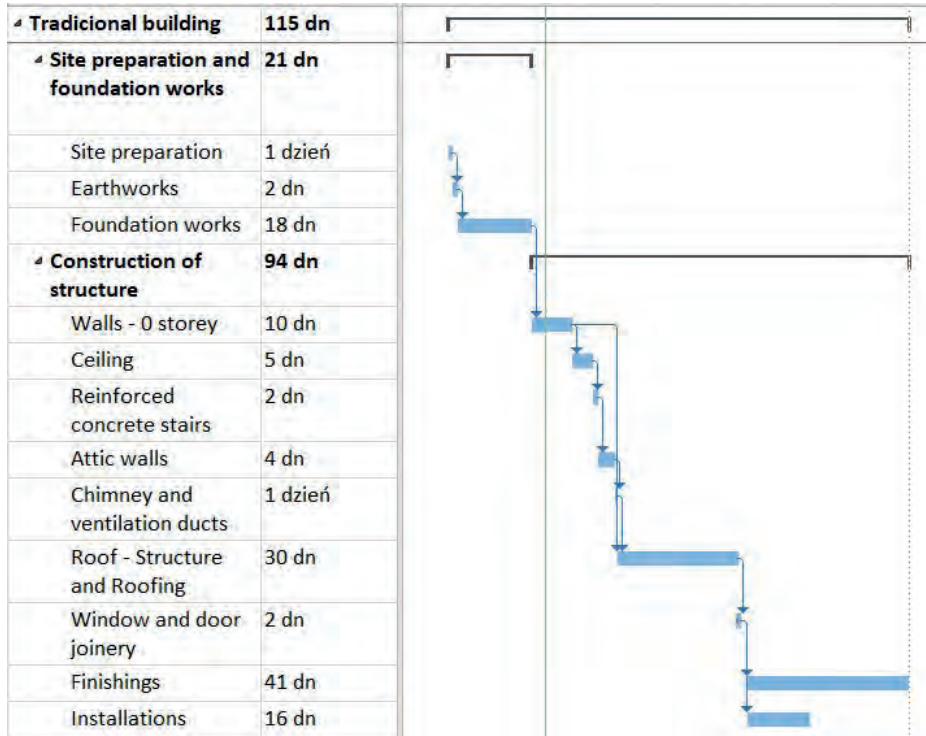 Tradicional building 115 dn
Site preparation and 21 dn
foundation works
Site preparation 1 dzień
Earthworks 2 dn
Foundation works 18 dn
Construction of 94 dn
structure
Walls - 0 storey 10 dn
Ceiling 5 dn
Reinforced 2 dn
concrete stairs
Attic walls 4 dn
Chimney and 1 dzień
ventilation ducts
Roof - Structure 30 dn
and Roofing
Window and door 2 dn
joinery
Finishings 41 dn
Installations 16 dn